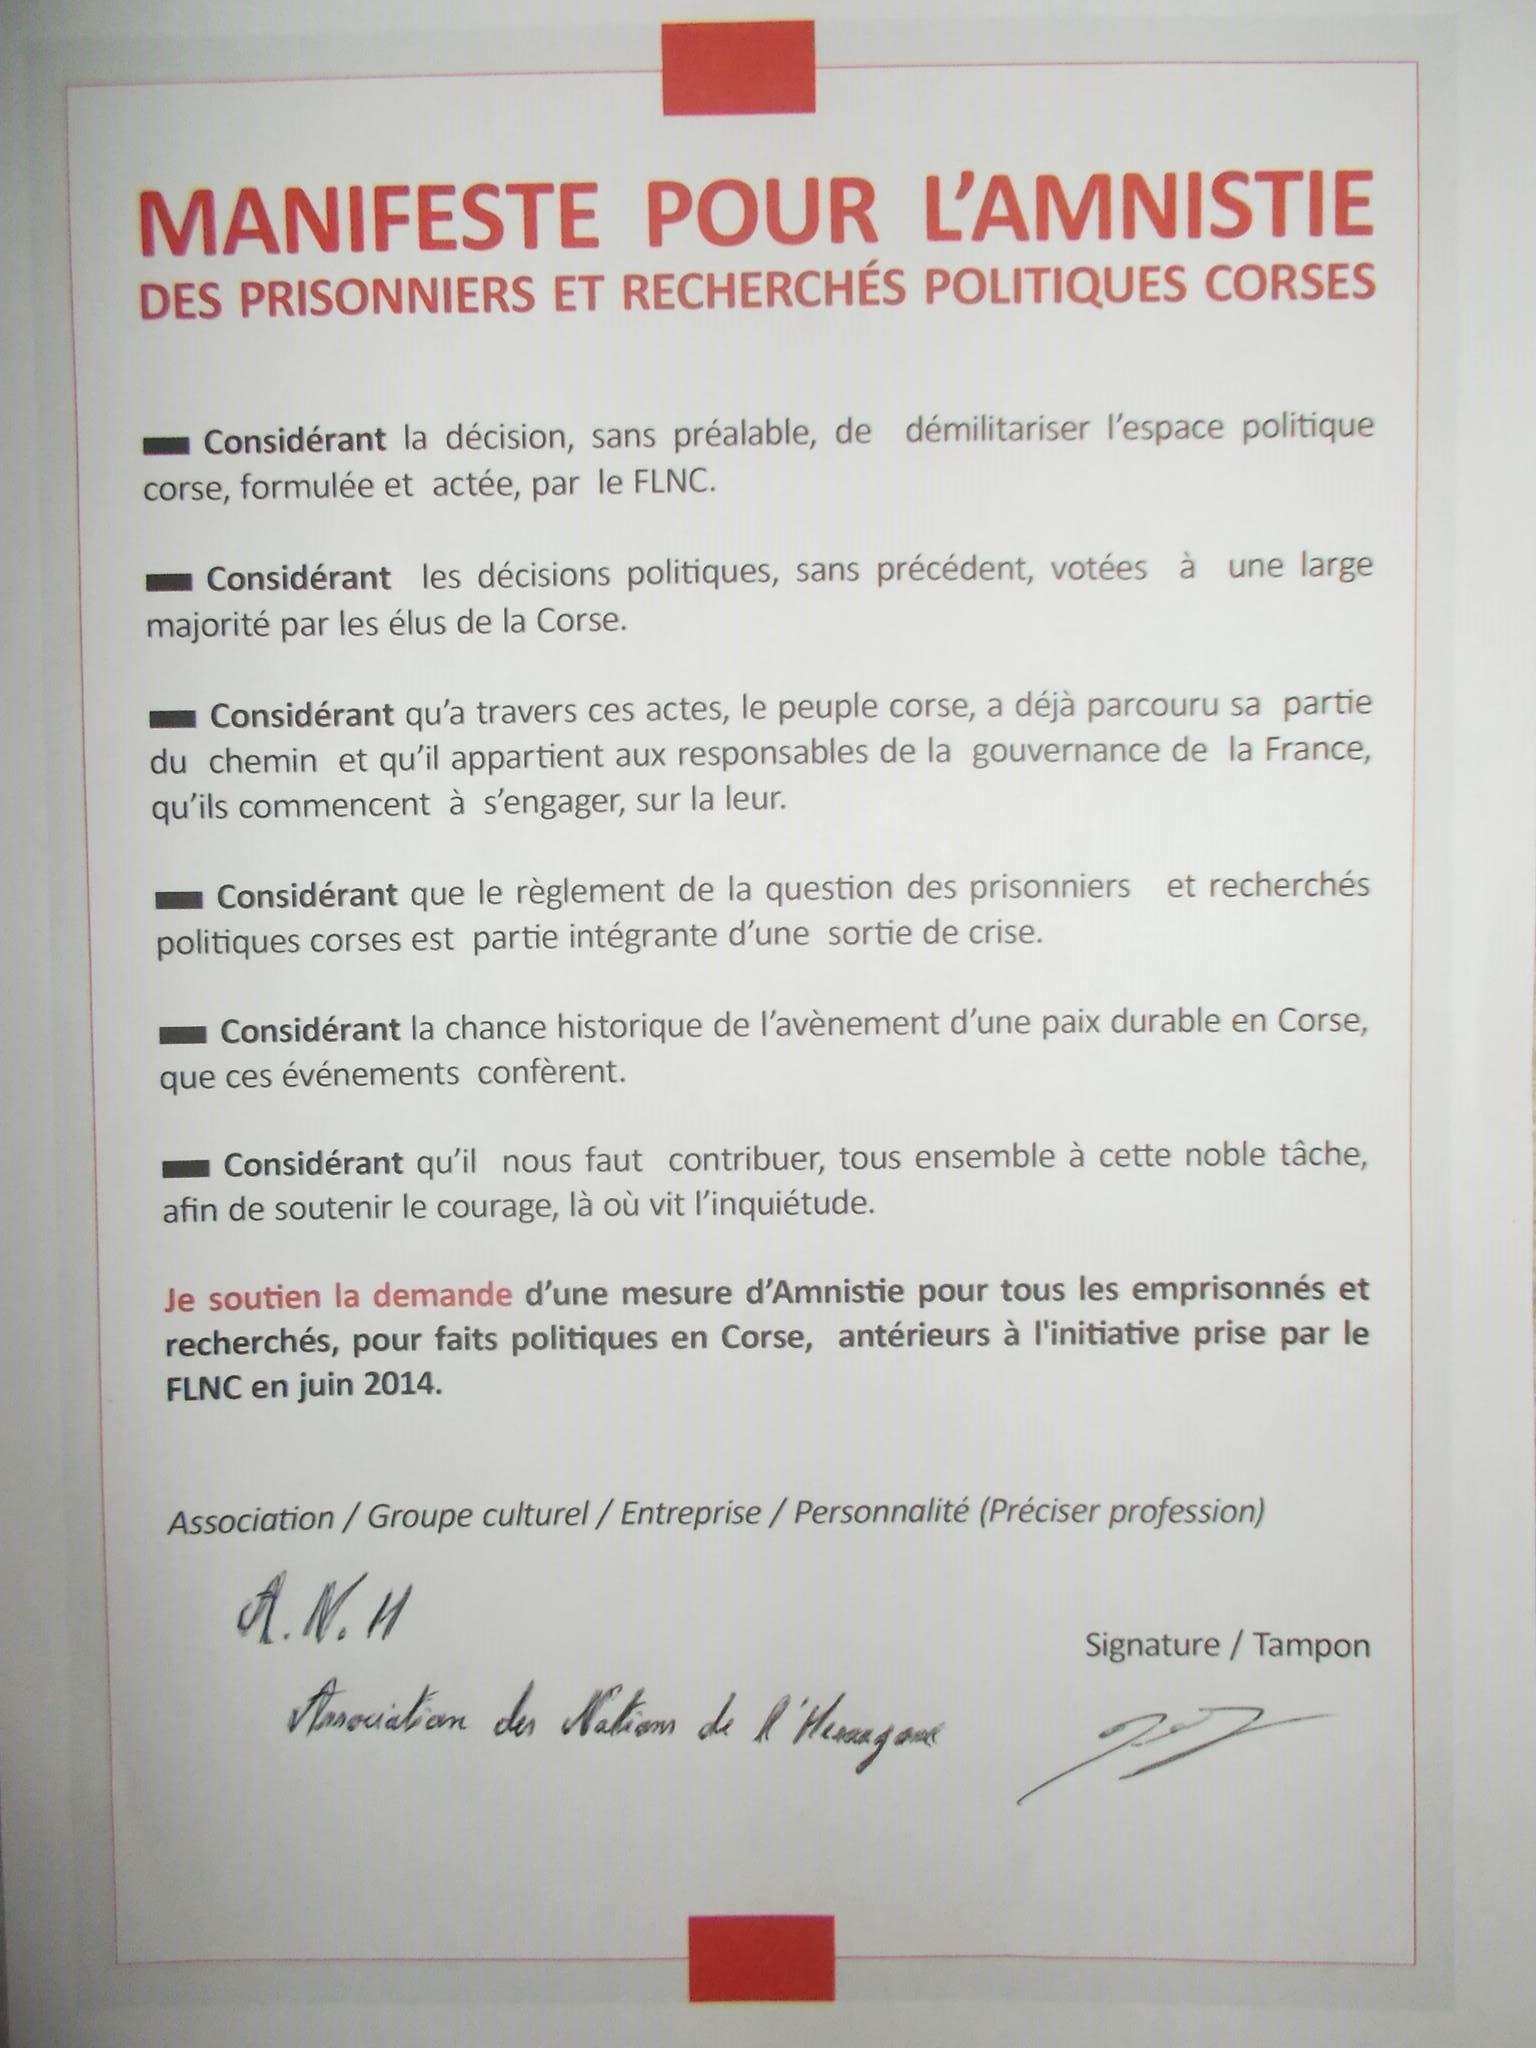 MANIFESTE POUR L'AMNISTIE
DES PRISONNIERS ET RECHERCHÉS POLITIQUES CORSES
Considérant la décision, sans préalable, de démilitariser l'espace politique
corse, formulée et actée, par le FLNC.
Considérant les décisions politiques, sans précédent, votées à une large
majorité par les élus de la Corse.
Considérant qu'a travers ces actes, le peuple corse, a déjà parcouru sa partie
du chemin et qu'il appartient aux responsables de la gouvernance de la France,
qu'ils commencent à s'engager, sur la leur.
Considérant que le règlement de la question des prisonniers et recherchés
politiques corses est partie intégrante d'une sortie de crise.
Considérant la chance historique de l'avènement d'une paix durable en Corse,
que ces événements confèrent.
Considérant qu'il nous faut contribuer, tous ensemble à cette noble tâche,
afin de soutenir le courage, là où vit l'inquiétude.
Je soutien la demande d'une mesure d'Amnistie pour tous les emprisonnés et
recherchés, pour faits politiques en Corse, antérieurs à l'initiative prise par le
FLNC en juin 2014.
Association / Groupe culturel / Entreprise / Personnalité (Préciser profession)
A.N.H
Signature / Tampon
Association des Nations de l'Hexagone